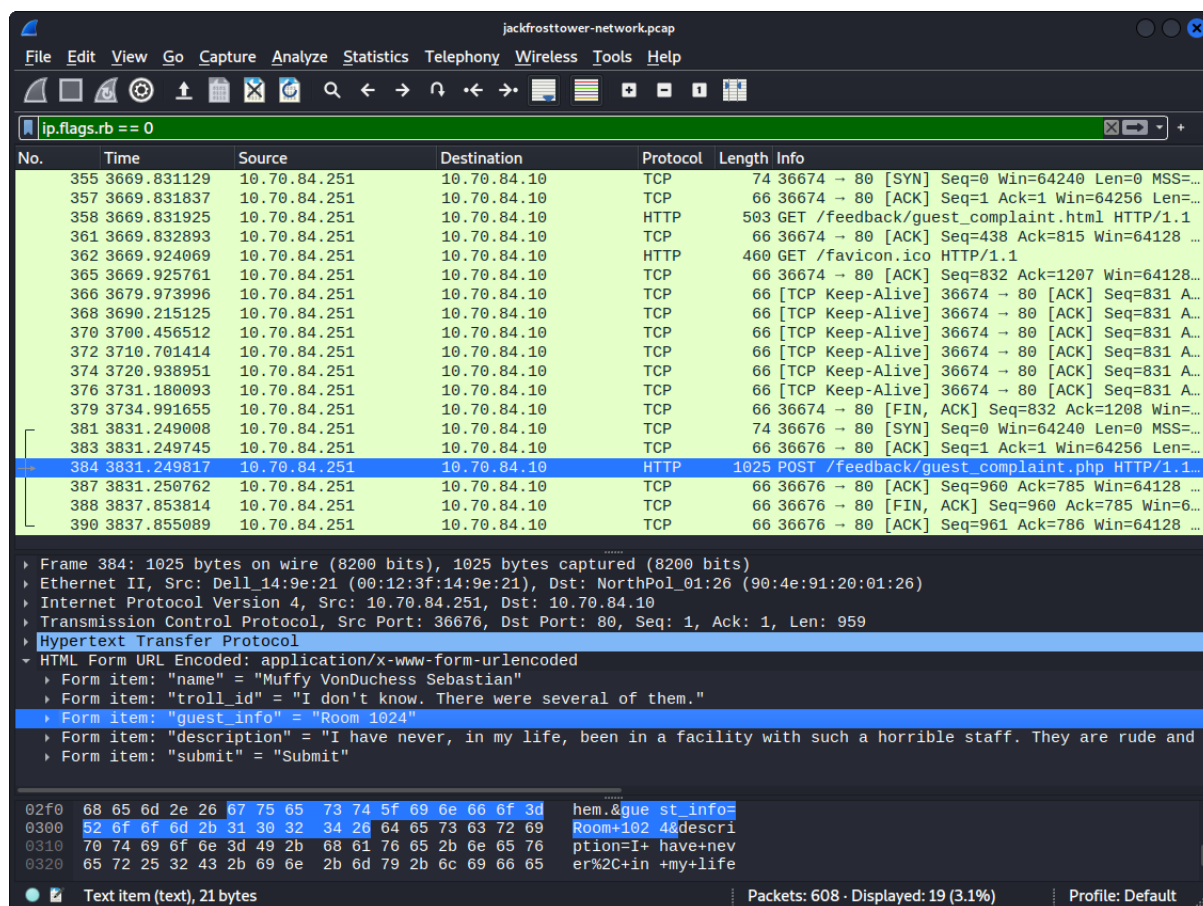 jackfrosttower-network.pcap
File Edit View Go Capture Analyze Statistics Telephony Wireless Tools Help
ip.flags.rb == 0
No. Time Source Destination Protocol Length Info
355 3669.831129 10.70.84.251 10.70.84.10 TCP 74 36674 → 80 [SYN] Seq=0 Win=64240 Len=0 MSS=…
357 3669.831837 10.70.84.251 10.70.84.10 TCP 66 36674 → 80 [ACK] Seq=1 Ack=1 Win=64256 Len=…
358 3669.831925 10.70.84.251 10.70.84.10 HTTP 503 GET /feedback/guest_complaint.html HTTP/1.1
361 3669.832893 10.70.84.251 10.70.84.10 TCP 66 36674 → 80 [ACK] Seq=438 Ack=815 Win=64128 …
362 3669.924069 10.70.84.251 10.70.84.10 HTTP 460 GET /favicon.ico HTTP/1.1
365 3669.925761 10.70.84.251 10.70.84.10 TCP 66 36674 → 80 [ACK] Seq=832 Ack=1207 Win=64128…
366 3679.973996 10.70.84.251 10.70.84.10 TCP 66 [TCP Keep-Alive] 36674 → 80 [ACK] Seq=831 A…
368 3690.215125 10.70.84.251 10.70.84.10 TCP 66 [TCP Keep-Alive] 36674 → 80 [ACK] Seq=831 A…
370 3700.456512 10.70.84.251 10.70.84.10 TCP 66 [TCP Keep-Alive] 36674 → 80 [ACK] Seq=831 A…
372 3710.701414 10.70.84.251 10.70.84.10 TCP 66 [TCP Keep-Alive] 36674 → 80 [ACK] Seq=831 A…
374 3720.938951 10.70.84.251 10.70.84.10 TCP 66 [TCP Keep-Alive] 36674 → 80 [ACK] Seq=831 A…
376 3731.180093 10.70.84.251 10.70.84.10 TCP 66 [TCP Keep-Alive] 36674 → 80 [ACK] Seq=831 A…
379 3734.991655 10.70.84.251 10.70.84.10 TCP 66 36674 → 80 [FIN, ACK] Seq=832 Ack=1208 Win=…
381 3831.249008 10.70.84.251 10.70.84.10 TCP 74 36676 → 80 [SYN] Seq=0 Win=64240 Len=0 MSS=…
383 3831.249745 10.70.84.251 10.70.84.10 TCP 66 36676 → 80 [ACK] Seq=1 Ack=1 Win=64256 Len=…
384 3831.249817 10.70.84.251 10.70.84.10 HTTP 1025 POST /feedback/guest_complaint.php HTTP/1.1…
387 3831.250762 10.70.84.251 10.70.84.10 TCP 66 36676 → 80 [ACK] Seq=960 Ack=785 Win=64128 …
388 3837.853814 10.70.84.251 10.70.84.10 TCP 66 36676 → 80 [FIN, ACK] Seq=960 Ack=785 Win=6…
390 3837.855089 10.70.84.251 10.70.84.10 TCP 66 36676 → 80 [ACK] Seq=961 Ack=786 Win=64128 …
Frame 384: 1025 bytes on wire (8200 bits), 1025 bytes captured (8200 bits)
Ethernet II, Src: Dell_14:9e:21 (00:12:3f:14:9e:21), Dst: NorthPol_01:26 (90:4e:91:20:01:26)
Internet Protocol Version 4, Src: 10.70.84.251, Dst: 10.70.84.10
Transmission Control Protocol, Src Port: 36676, Dst Port: 80, Seq: 1, Ack: 1, Len: 959
Hypertext Transfer Protocol
HTML Form URL Encoded: application/x-www-form-urlencoded
Form item: "name" = "Muffy VonDuchess Sebastian"
Form item: "troll_id" = "I don't know. There were several of them."
Form item: "guest_info" = "Room 1024"
Form item: "description" = "I have never, in my life, been in a facility with such a horrible staff. They are rude and
Form item: "submit" = "Submit"
02f0 68 65 6d 2e 26 67 75 65 73 74 5f 69 6e 66 6f 3d hem.&gue st_info=
0300 52 6f 6f 6d 2b 31 30 32 34 26 64 65 73 63 72 69 Room+102 4&descri
0310 70 74 69 6f 6e 3d 49 2b 68 61 76 65 2b 6e 65 76 ption=I+ have+nev
0320 65 72 25 32 43 2b 69 6e 2b 6d 79 2b 6c 69 66 65 er%2C+in +my+life
Text item (text), 21 bytes Packets: 608 · Displayed: 19 (3.1%) Profile: Default